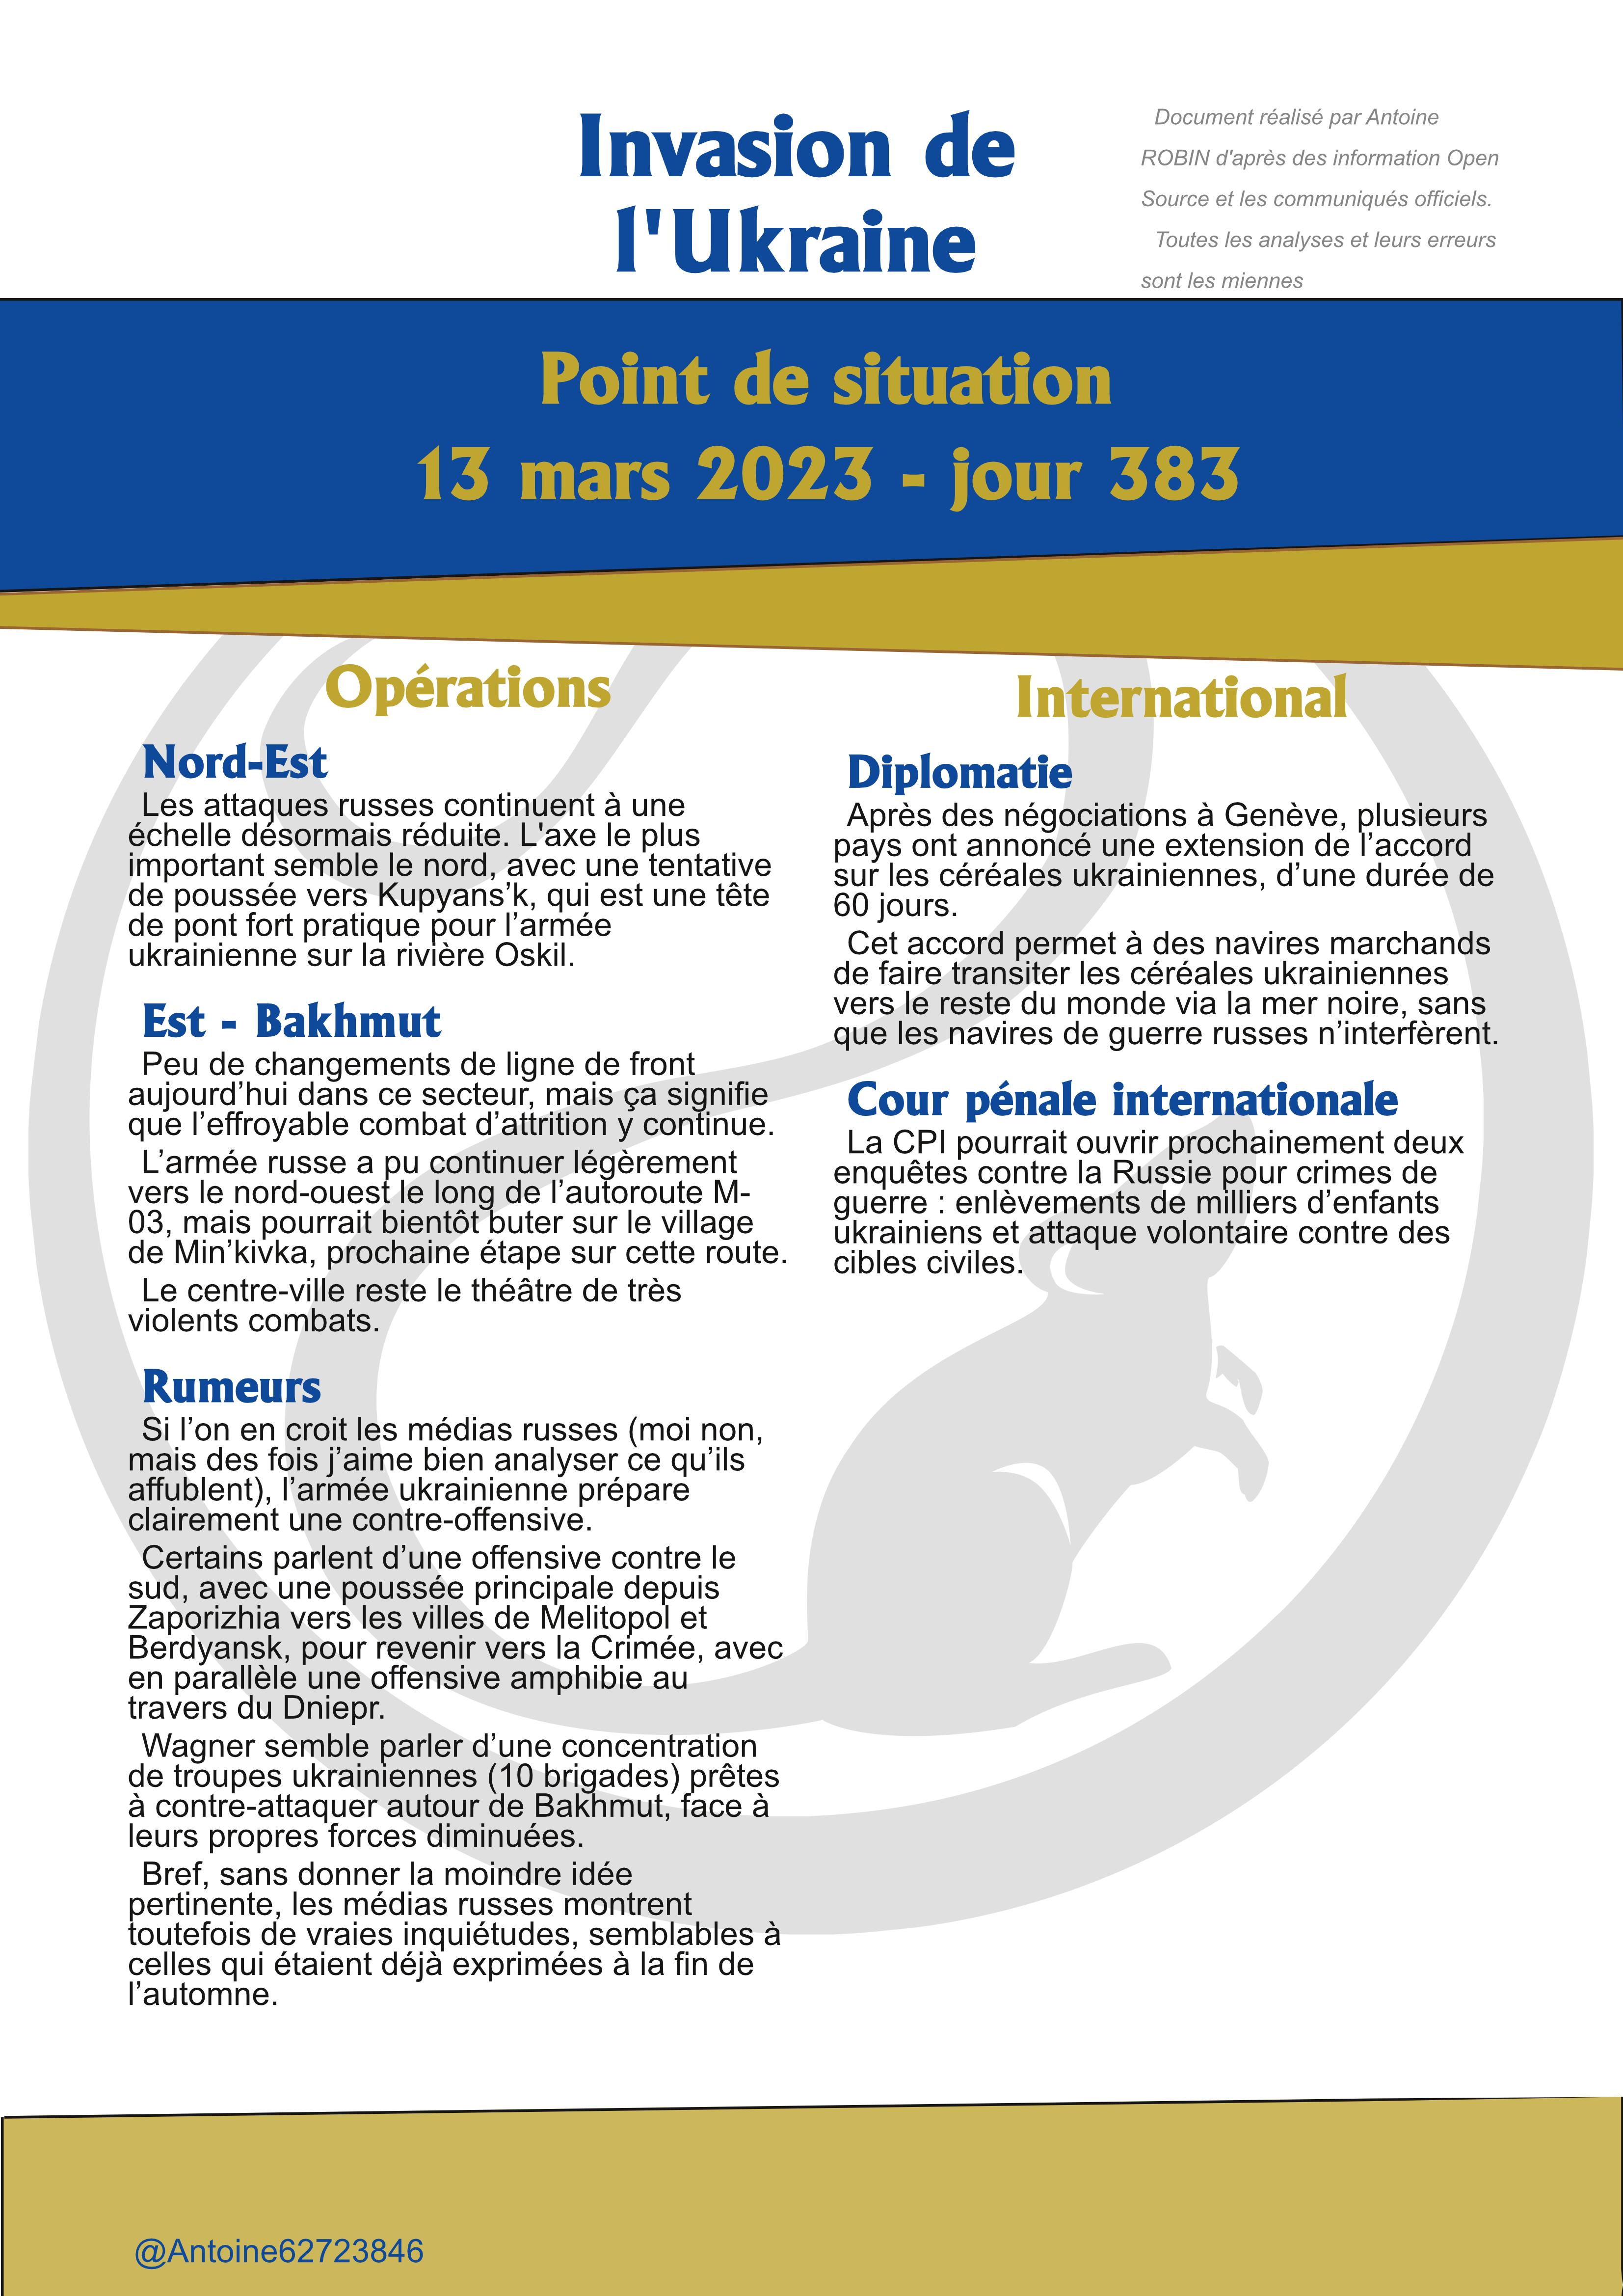 Invasion de
l'Ukraine
Document réalisé par Antoine
ROBIN d'après des information Open
Source et les communiqués officiels.
Toutes les analyses et leurs erreurs
sont les miennes
Point de situation
13 mars 2023 - jour 383
Opérations
Nord-Est
Les attaques russes continuent à une
échelle désormais réduite. L'axe le plus
important semble le nord, avec une tentative
de poussée vers Kupyans’k, qui est une tête
de pont fort pratique pour l’armée
ukrainienne sur la rivière Oskil.
Est - Bakhmut
Peu de changements de ligne de front
aujourd’hui dans ce secteur, mais ça signifie
que l’effroyable combat d’attrition y continue.
L’armée russe a pu continuer légèrement
vers le nord-ouest le long de l’autoroute M-
03, mais pourrait bientôt buter sur le village
de Min’kivka, prochaine étape sur cette route.
Le centre-ville reste le théâtre de très
violents combats.
Rumeurs
Si l’on en croit les médias russes (moi non,
mais des fois j’aime bien analyser ce qu’ils
affublent), l’armée ukrainienne prépare
clairement une contre-offensive.
Certains parlent d’une offensive contre le
sud, avec une poussée principale depuis
Zaporizhia vers les villes de Melitopol et
Berdyansk, pour revenir vers la Crimée, avec
en parallèle une offensive amphibie au
travers du Dniepr.
Wagner semble parler d’une concentration
de troupes ukrainiennes (10 brigades) prêtes
à contre-attaquer autour de Bakhmut, face à
leurs propres forces diminuées.
Bref, sans donner la moindre idée
pertinente, les médias russes montrent
toutefois de vraies inquiétudes, semblables à
celles qui étaient déjà exprimées à la fin de
l’automne.
International
Diplomatie
Après des négociations à Genève, plusieurs
pays ont annoncé une extension de l’accord
sur les céréales ukrainiennes, d’une durée de
60 jours.
Cet accord permet à des navires marchands
de faire transiter les céréales ukrainiennes
vers le reste du monde via la mer noire, sans
que les navires de guerre russes n’interfèrent.
Cour pénale internationale
La CPI pourrait ouvrir prochainement deux
enquêtes contre la Russie pour crimes de
guerre : enlèvements de milliers d’enfants
ukrainiens et attaque volontaire contre des
cibles civiles.
@Antoine62723846